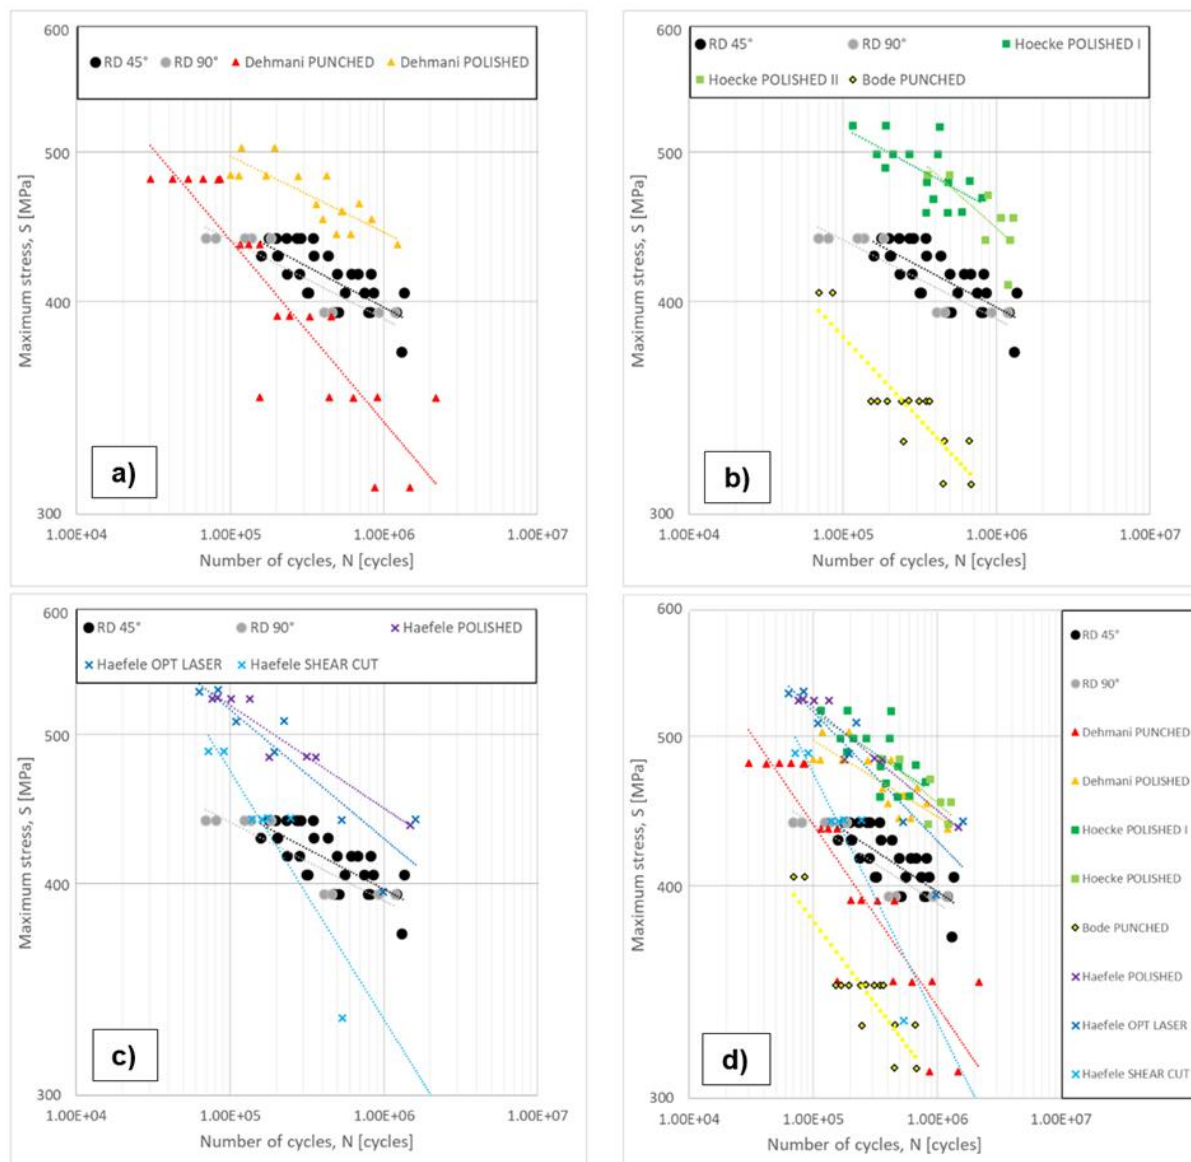 600
RD 45° RD 90° Dehmani PUNCHED Dehmani POLISHED
500
400
300
Maximum stress, S [MPa]
a)
1.00E+04 1.00E+05 1.00E+06 1.00E+07
Number of cycles, N [cycles]
600
RD 45° RD 90° Hoecke POLISHED I
Hoecke POLISHED II Bode PUNCHED
500
400
300
Maximum stress, S [MPa]
b)
1.00E+04 1.00E+05 1.00E+06 1.00E+07
Number of cycles, N [cycles]
600
RD 45° RD 90° Haefele POLISHED
Haefele OPT LASER Haefele SHEAR CUT
500
400
300
Maximum stress, S [MPa]
c)
1.00E+04 1.00E+05 1.00E+06 1.00E+07
Number of cycles, N [cycles]
600
500
400
300
Maximum stress, S [MPa]
d)
1.00E+04 1.00E+05 1.00E+06 1.00E+07
Number of cycles, N [cycles]
RD 45°
RD 90°
Dehmani PUNCHED
Dehmani POLISHED
Hoecke POLISHED I
Hoecke POLISHED
Bode PUNCHED
Haefele POLISHED
Haefele OPT LASER
Haefele SHEAR CUT